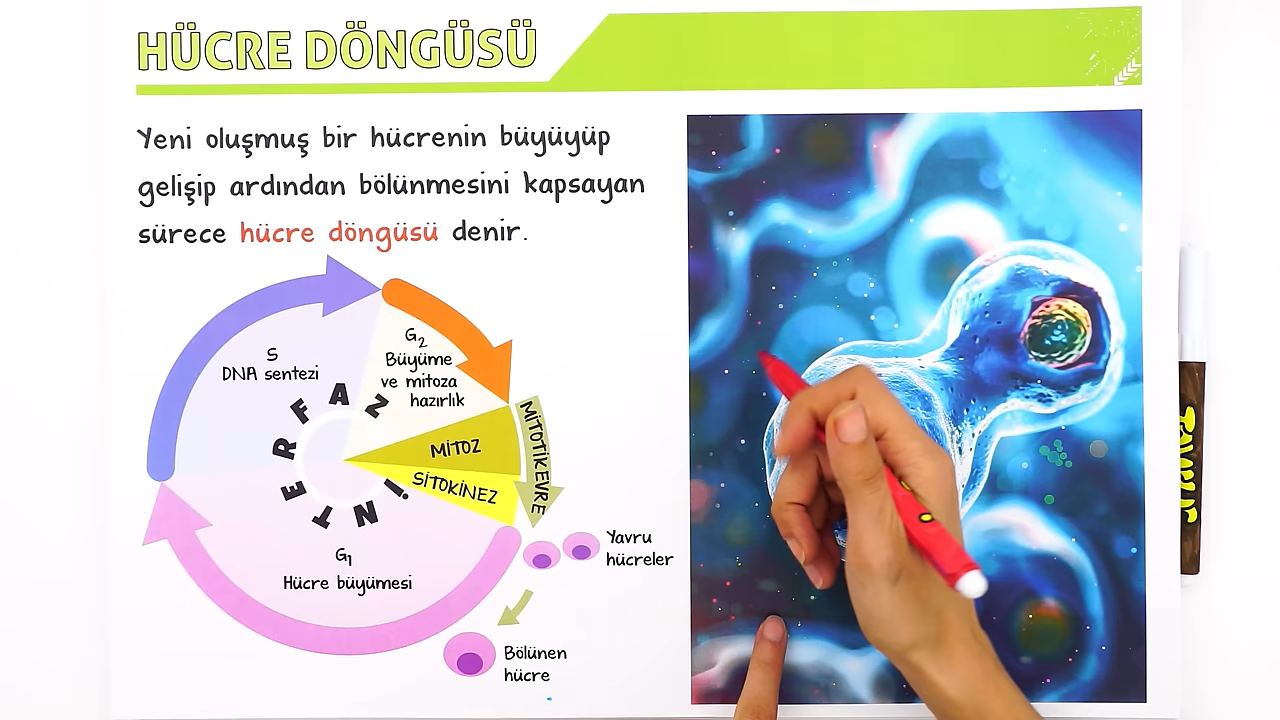 HÜCRE DÖNGÜSÜ
Yeni oluşmuş bir hücrenin büyüyüp
gelişip ardından bölünmesini kapsayan
sürece hücre döngüsü denir.
S
DNA sentezi
G2
Büyüme
ve mitoza
hazırlık
İNTERFAZ
MİTOZ
SİTOKİNEZ
MİTOTİK EVRE
G1
Hücre büyümesi
Yavru
hücreler
Bölünen
hücre